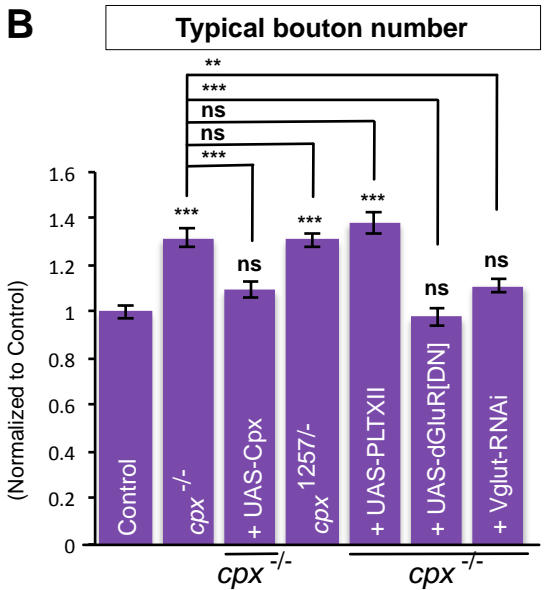 B
Typical bouton number
**
***
ns
ns
***
1.6
1.4
1.2
1
0.8
0.6
0.4
0.2
0
(Normalized to Control)
***
ns
***
***
ns
ns
Control
cpx -/-
+ UAS-Cpx
cpx 1257/-
+ UAS-PLTXII
+ UAS-dGluR[DN]
+ Vglut-RNAi
cpx -/-
cpx -/-